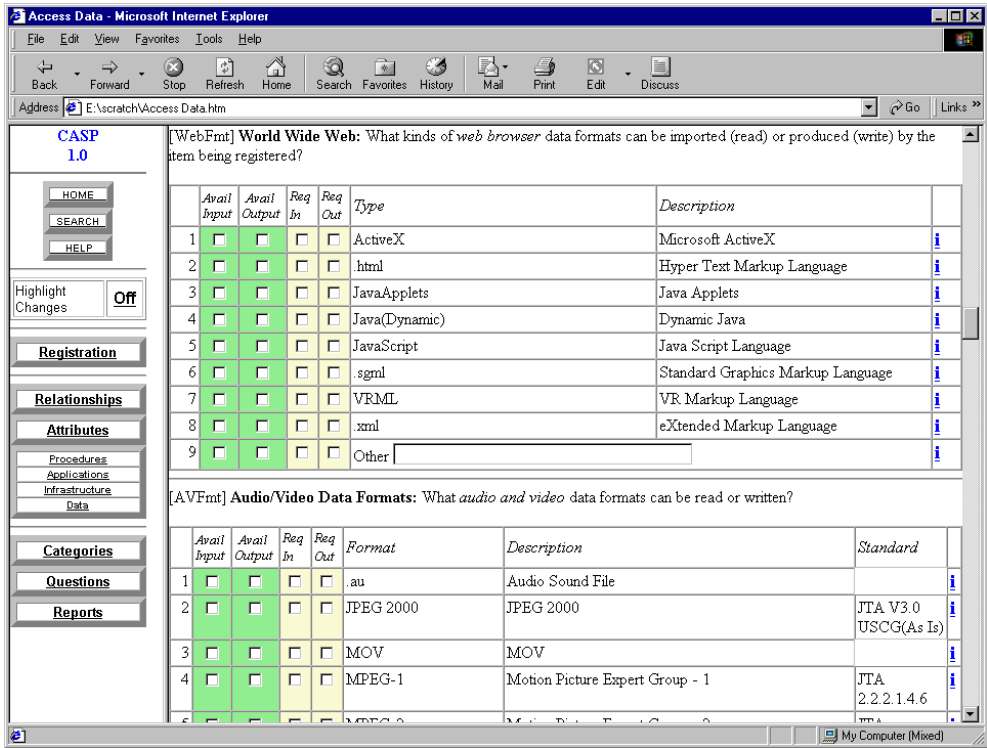 Access Data - Microsoft Internet Explorer
File Edit View Favorites Tools Help
Back Forward Stop Refresh Home Search Favorites History Mail Print Edit Discuss
Address E:\scratch\Access Data.htm Go Links »
CASP
1.0
HOME
SEARCH
HELP
Highlight
Changes
Off
Registration
Relationships
Attributes
Procedures
Applications
Infrastructure
Data
Categories
Questions
Reports
[WebFmt] World Wide Web: What kinds of web browser data formats can be imported (read) or produced (write) by the
item being registered?
Avail Input Avail Output Req In Req Out Type Description
1 ActiveX Microsoft ActiveX i
2 .html Hyper Text Markup Language i
3 JavaApplets Java Applets i
4 Java(Dynamic) Dynamic Java i
5 JavaScript Java Script Language i
6 .sgml Standard Graphics Markup Language i
7 VRML VR Markup Language i
8 .xml eXtended Markup Language i
9 Other i
[AVFmt] Audio/Video Data Formats: What audio and video data formats can be read or written?
Avail Input Avail Output Req In Req Out Format Description Standard
1 .au Audio Sound File i
2 JPEG 2000 JPEG 2000 JTA V3.0 i
USCG(As Is)
3 MOV MOV i
4 MPEG-1 Motion Picture Expert Group - 1 JTA i
2.2.2.1.4.6
My Computer (Mixed)